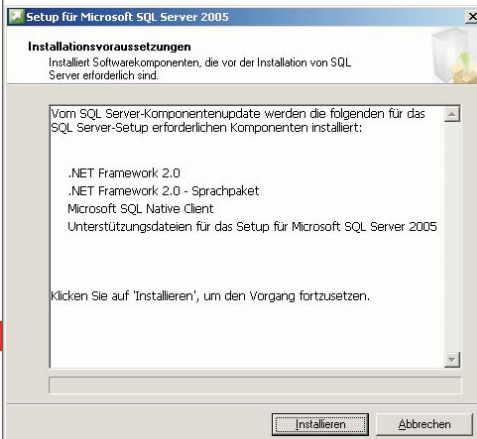 Setup für Microsoft SQL Server 2005
Installationsvoraussetzungen
Installiert Softwarekomponenten, die vor der Installation von SQL
Server erforderlich sind.
Vom SQL Server-Komponentenupdate werden die folgenden für das
SQL Server-Setup erforderlichen Komponenten installiert:
.NET Framework 2.0
.NET Framework 2.0 - Sprachpaket
Microsoft SQL Native Client
Unterstützungsdateien für das Setup für Microsoft SQL Server 2005
Klicken Sie auf 'Installieren', um den Vorgang fortzusetzen.
Installieren Abbrechen